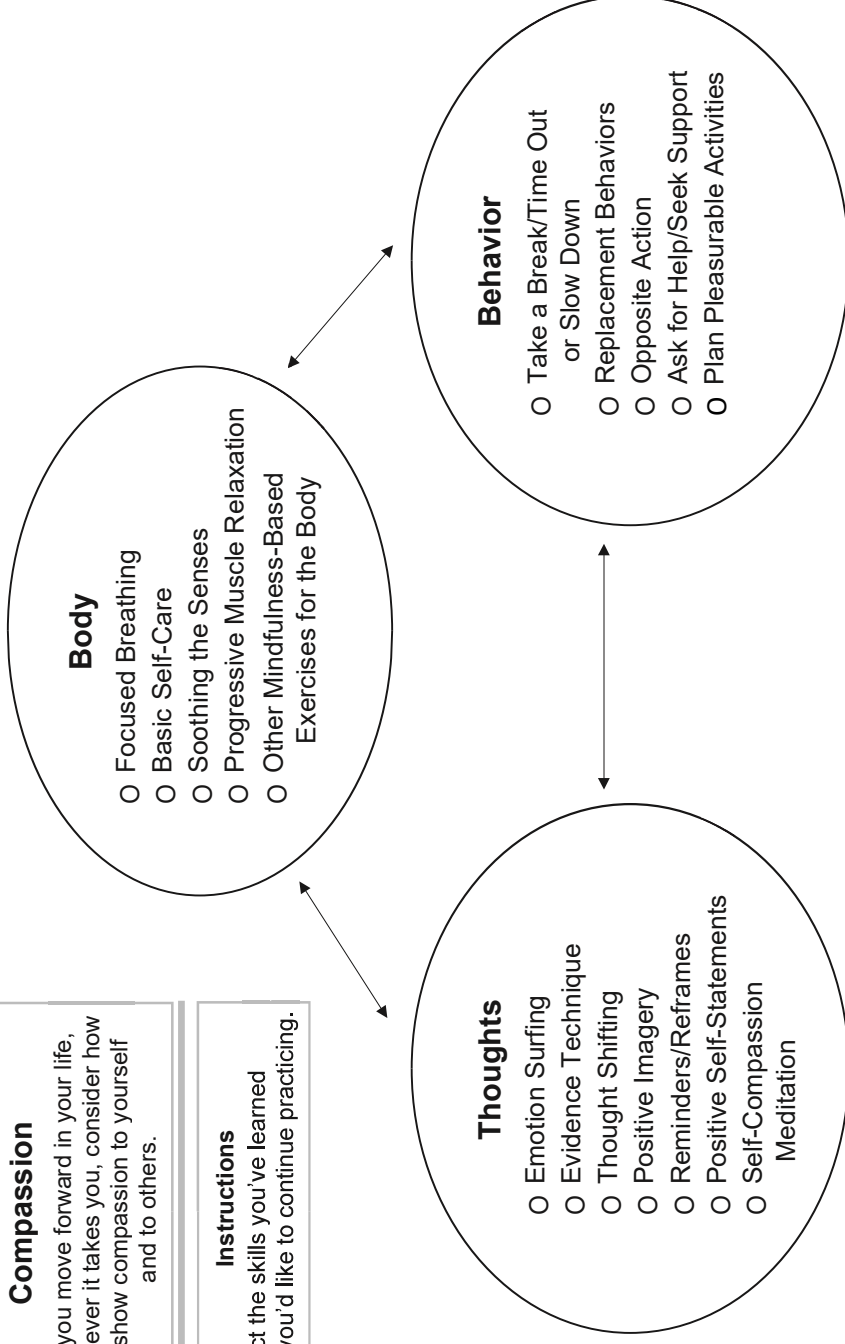 Compassion
you move forward in your life,
ever it takes you, consider how
show compassion to yourself
and to others.
Instructions
ct the skills you've learned
you'd like to continue practicing.
Body
O Focused Breathing
O Basic Self-Care
O Soothing the Senses
O Progressive Muscle Relaxation
O Other Mindfulness-Based
Exercises for the Body
Thoughts
O Emotion Surfing
O Evidence Technique
O Thought Shifting
O Positive Imagery
O Reminders/Reframes
O Positive Self-Statements
O Self-Compassion
Meditation
Behavior
O Take a Break/Time Out
or Slow Down
O Replacement Behaviors
O Opposite Action
O Ask for Help/Seek Support
O Plan Pleasurable Activities